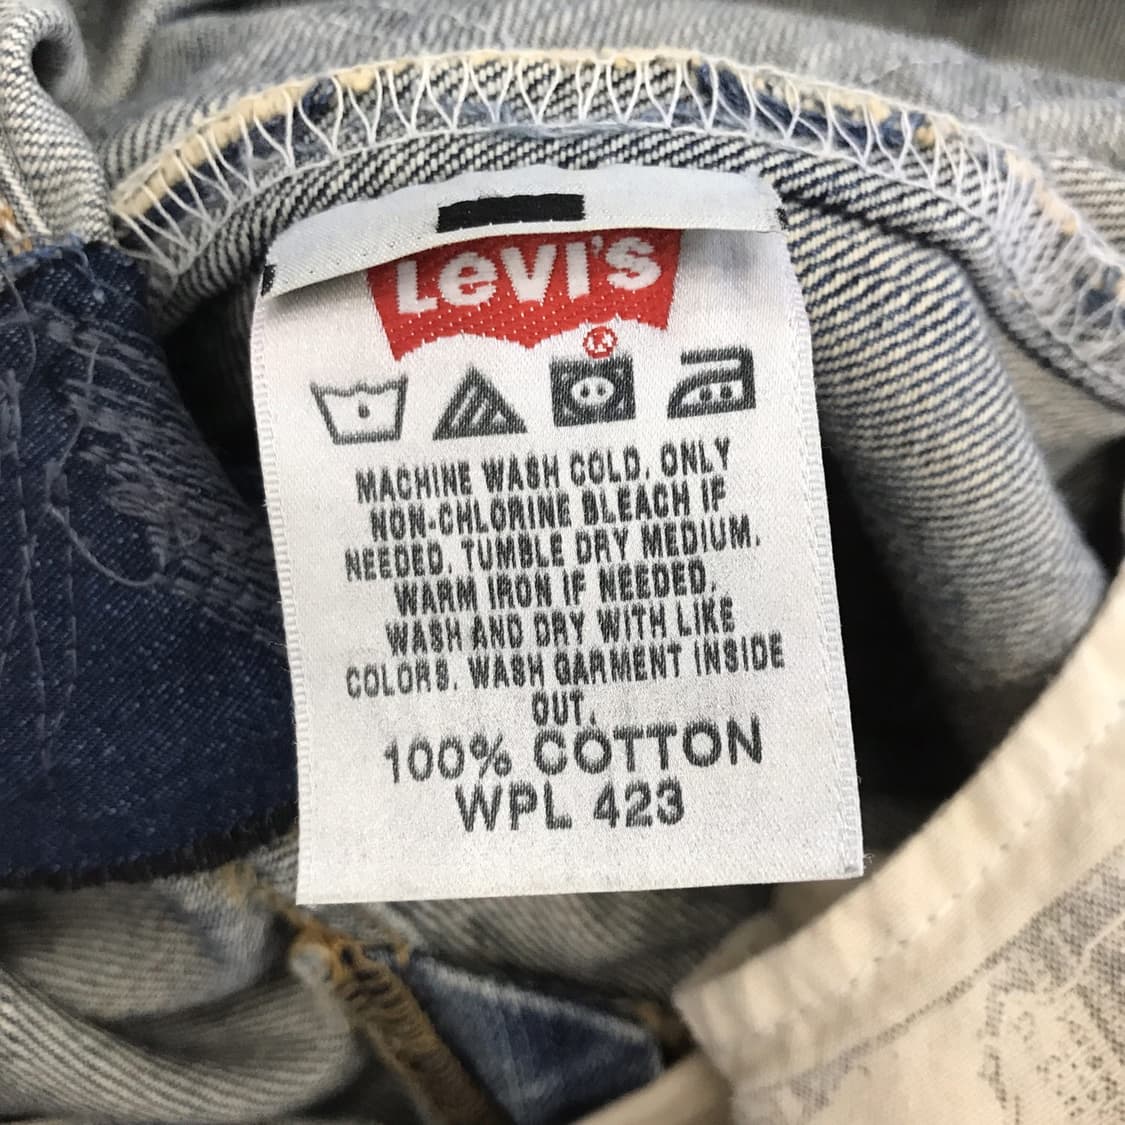 Levi's
®
MACHINE WASH COLD. ONLY
NON-CHLORINE BLEACH IF
NEEDED. TUMBLE DRY MEDIUM.
WARM IRON IF NEEDED.
WASH AND DRY WITH LIKE
COLORS. WASH GARMENT INSIDE
OUT.
100% COTTON
WPL 423